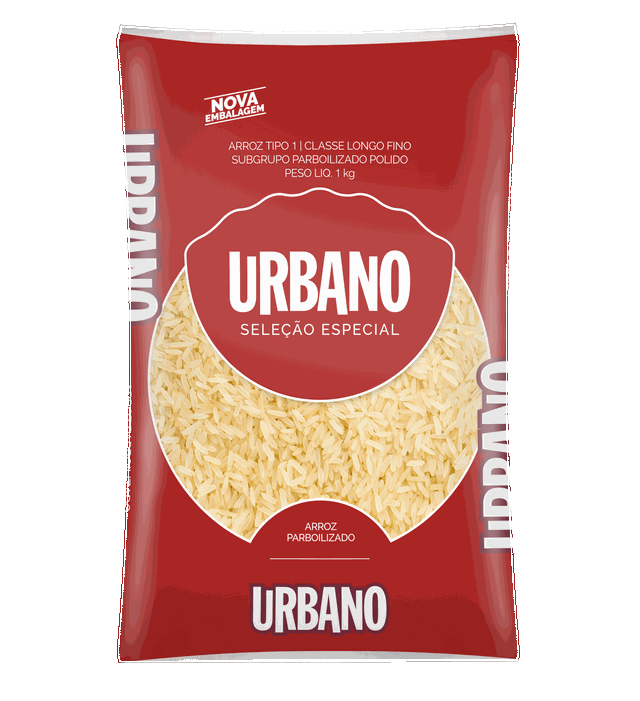 NOVA
EMBALAGEM
ARROZ TIPO 1 | CLASSE LONGO FINO
SUBGRUPO PARBOILIZADO POLIDO
PESO LIQ. 1 kg
URBANO
URBANO
SELEÇÃO ESPECIAL
URBANO
ARROZ
PARBOILIZADO
URBANO